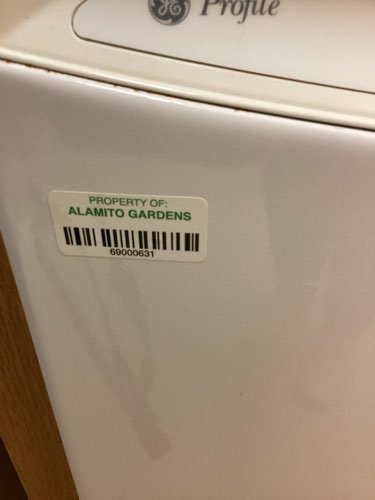 GE Profile
PROPERTY OF:
ALAMITO GARDENS
69000631